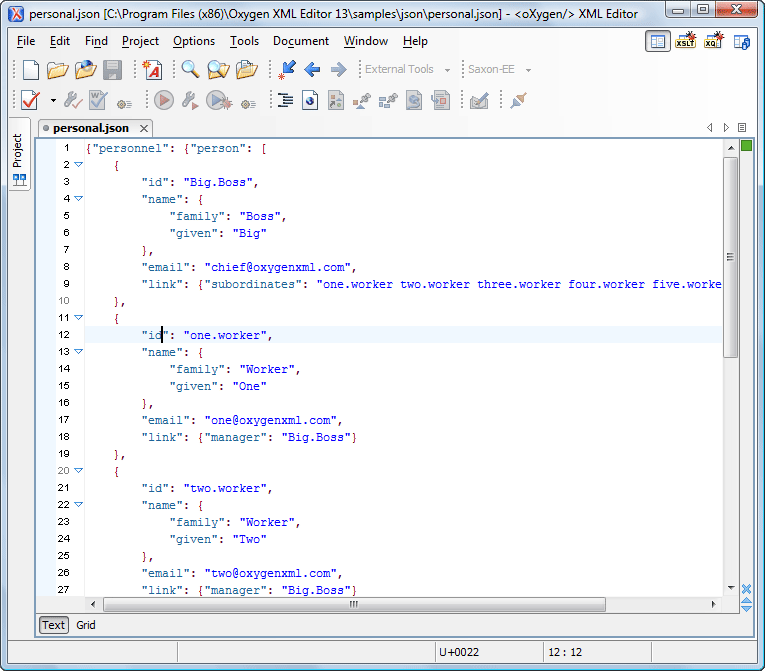 personal.json [C:\Program Files (x86)\Oxygen XML Editor 13\samples\json\personal.json] - <oXygen/> XML Editor
File Edit Find Project Options Tools Document Window Help
XSLT XQ
External Tools Saxon-EE
Project
personal.json
1 {"personnel": {"person": [
2 {
3 "id": "Big.Boss",
4 "name": {
5 "family": "Boss",
6 "given": "Big"
7 },
8 "email": "chief@oxygenxml.com",
9 "link": {"subordinates": "one.worker two.worker three.worker four.worker five.worke
10 },
11 {
12 "id": "one.worker",
13 "name": {
14 "family": "Worker",
15 "given": "One"
16 },
17 "email": "one@oxygenxml.com",
18 "link": {"manager": "Big.Boss"}
19 },
20 {
21 "id": "two.worker",
22 "name": {
23 "family": "Worker",
24 "given": "Two"
25 },
26 "email": "two@oxygenxml.com",
27 "link": {"manager": "Big.Boss"}
Text Grid
U+0022 12 : 12